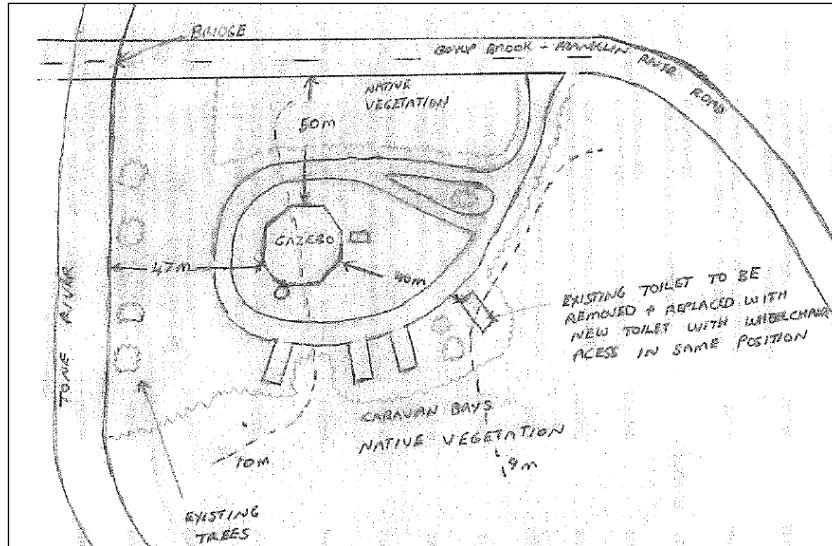 BRIDGE
BOYUP BROOK - FRANKLIN RIVER ROAD
NATIVE
VEGETATION
50m
GAZEBO
47m
40m
EXISTING TOILET TO BE
REMOVED + REPLACED WITH
NEW TOILET WITH WHEELCHAIR
ACESS IN SAME POSITION
TONE RIVER
CARAVAN BAYS
NATIVE VEGETATION
10m
9m
EXISTING
TREES